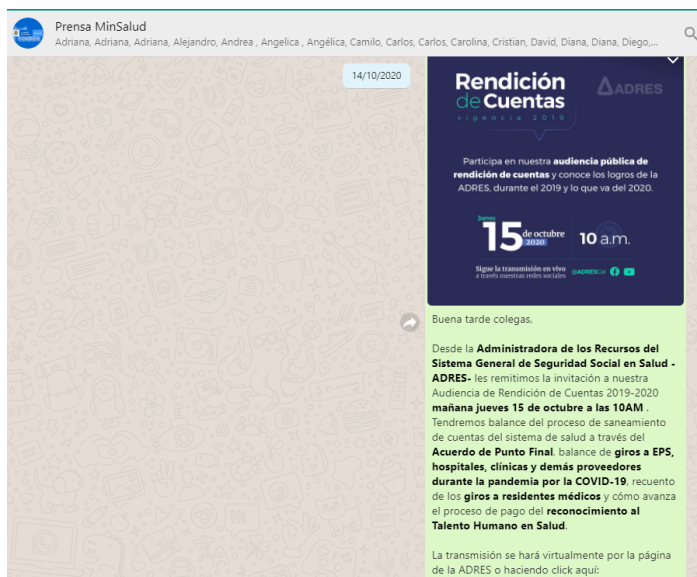 Prensa MinSalud
Adriana, Adriana, Adriana, Alejandro, Andrea , Angelica , Angélica, Camilo, Carlos, Carlos, Carolina, Cristian, David, Diana, Diana, Diego,...
14/10/2020
Rendición
de Cuentas
vigencia 2019
ADRES
Participa en nuestra audiencia pública de
rendición de cuentas y conoce los logros de la
ADRES, durante el 2019 y lo que va del 2020.
Jueves
15 de octubre
2020
10 a.m.
Sigue la transmisión en vivo
a través nuestras redes sociales
@ADRESCol
Buena tarde colegas,
Desde la Administradora de los Recursos del
Sistema General de Seguridad Social en Salud -
ADRES- les remitimos la invitación a nuestra
Audiencia de Rendición de Cuentas 2019-2020
mañana jueves 15 de octubre a las 10AM .
Tendremos balance del proceso de saneamiento
de cuentas del sistema de salud a través del
Acuerdo de Punto Final, balance de giros a EPS,
hospitales, clínicas y demás proveedores
durante la pandemia por la COVID-19, recuento
de los giros a residentes médicos y cómo avanza
el proceso de pago del reconocimiento al
Talento Humano en Salud.
La transmisión se hará virtualmente por la página
de la ADRES o haciendo click aquí: